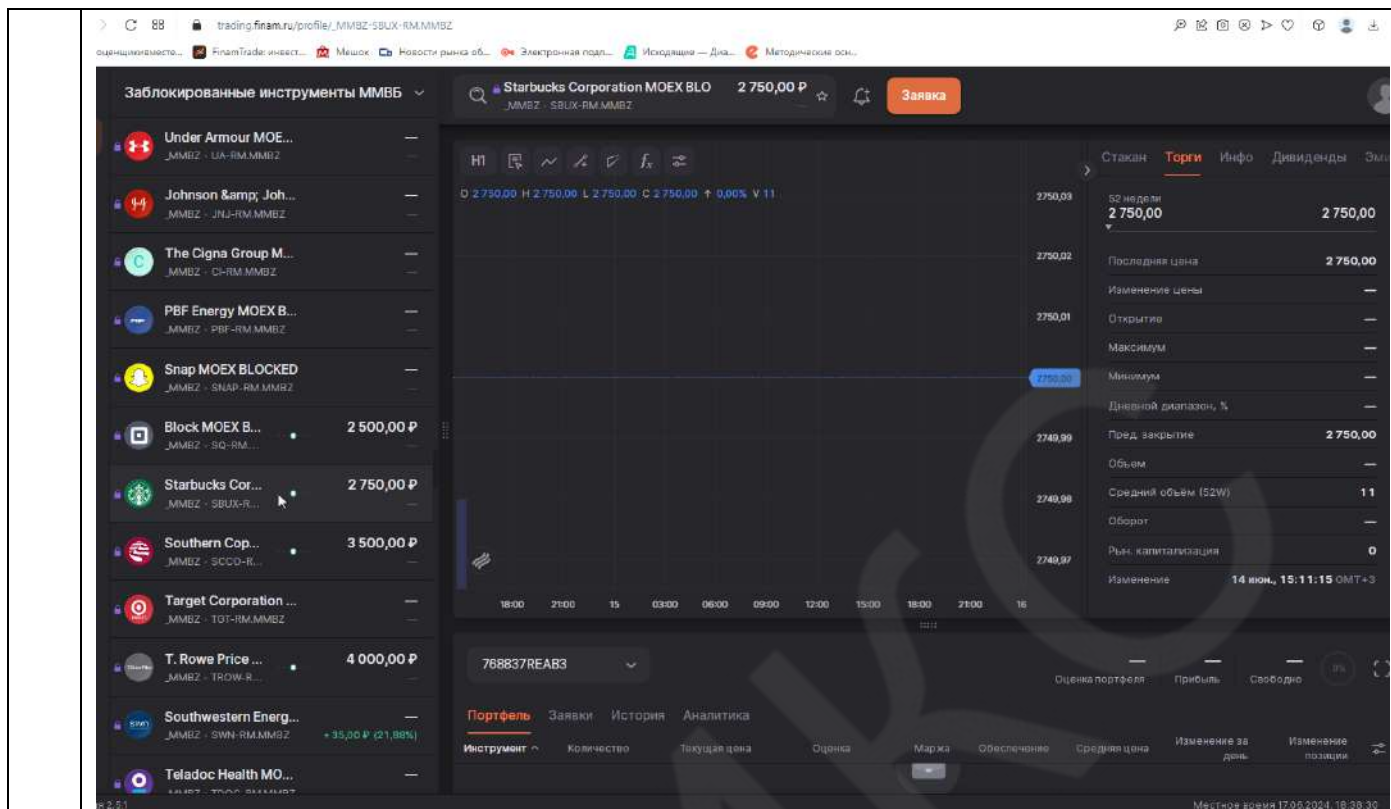 trading.finam.ru/profile/_MMBZ-SBUX-RM.MMBZ
оценщикивместе... FinamTrade: инвест... Мешок Новости рынка об... Электронная подп... Исходящие — Диа... Методические осн...
Заблокированные инструменты ММВБ
Starbucks Corporation MOEX BLO 2 750,00 ₽
_MMBZ · SBUX-RM.MMBZ
Заявка
Under Armour MOE... —
_MMBZ · UA-RM.MMBZ —
Johnson &amp; Joh... —
_MMBZ · JNJ-RM.MMBZ —
The Cigna Group M... —
_MMBZ · CI-RM.MMBZ —
PBF Energy MOEX B... —
_MMBZ · PBF-RM.MMBZ —
Snap MOEX BLOCKED —
_MMBZ · SNAP-RM.MMBZ —
Block MOEX B... 2 500,00 ₽
_MMBZ · SQ-RM... —
Starbucks Cor... 2 750,00 ₽
_MMBZ · SBUX-R... —
Southern Cop... 3 500,00 ₽
_MMBZ · SCCO-R... —
Target Corporation ... —
_MMBZ · TGT-RM.MMBZ —
T. Rowe Price ... 4 000,00 ₽
_MMBZ · TROW-R... —
Southwestern Energ... —
_MMBZ · SWN-RM.MMBZ +35,00 ₽ (21,88%)
Teladoc Health MO... —
_MMBZ · TDOC-RM.MMBZ
H1
O 2 750,00 H 2 750,00 L 2 750,00 C 2 750,00 ↑ 0,00% V 11
2750,03
2750,02
2750,01
2750,00
2749,99
2749,98
2749,97
18:00 21:00 15 03:00 06:00 09:00 12:00 15:00 18:00 21:00 16
Стакан Торги Инфо Дивиденды Эми
52 недели
2 750,00 2 750,00
Последняя цена 2 750,00
Изменение цены —
Открытие —
Максимум —
Минимум —
Дневной диапазон, % —
Пред. закрытие 2 750,00
Объем —
Средний объём (52W) 11
Оборот —
Рын. капитализация 0
Изменение 14 июн., 15:11:15 GMT+3
768837REAB3
— — — 0%
Оценка портфеля Прибыль Свободно
Портфель Заявки История Аналитика
Инструмент Количество Текущая цена Оценка Маржа Обеспечение Средняя цена Изменение за день Изменение позиции
2.5.1
Местное время 17.06.2024, 18:38:30
АКС